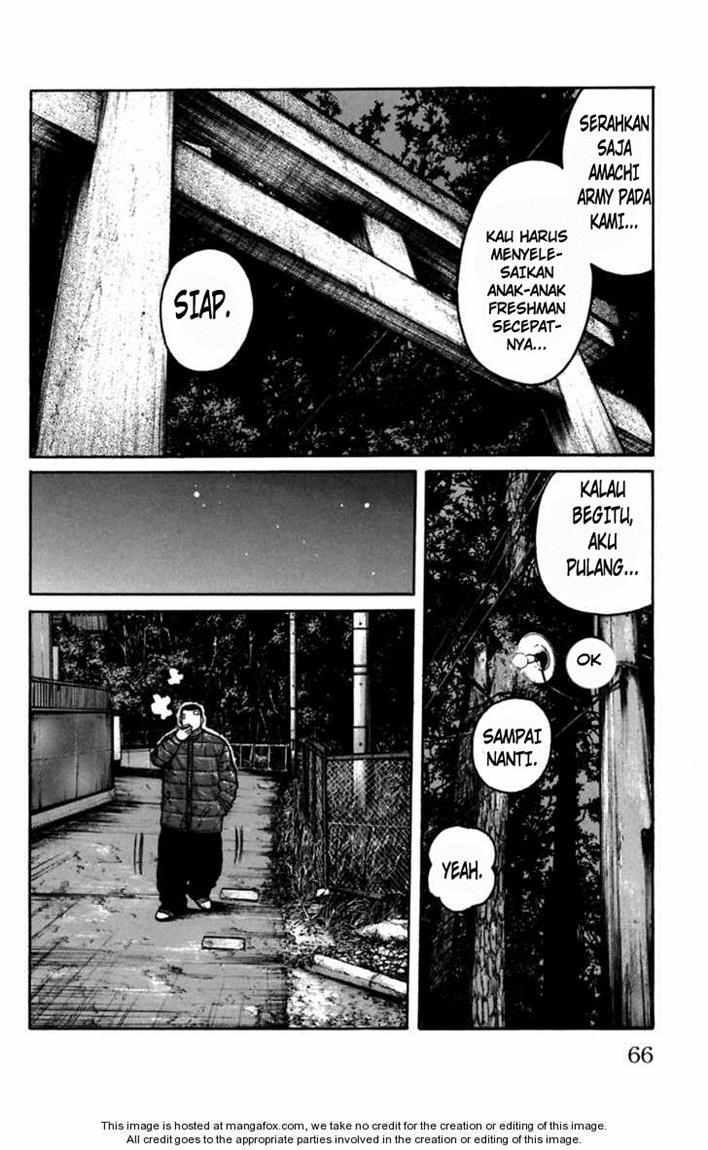 SERAHKAN
SAJA
AMACHI
ARMY PADA
KAMI...
KAU HARUS
MENYELE-
SAIKAN
ANAK-ANAK
FRESHMAN
SECEPAT-
NYA...
SIAP.
KALAU
BEGITU,
AKU
PULANG...
OK
SAMPAI
NANTI.
YEAH.
66
This image is hosted at mangafox.com, we take no credit for the creation or editing of this image.
All credit goes to the appropriate parties involved in the creation or editing of this image.